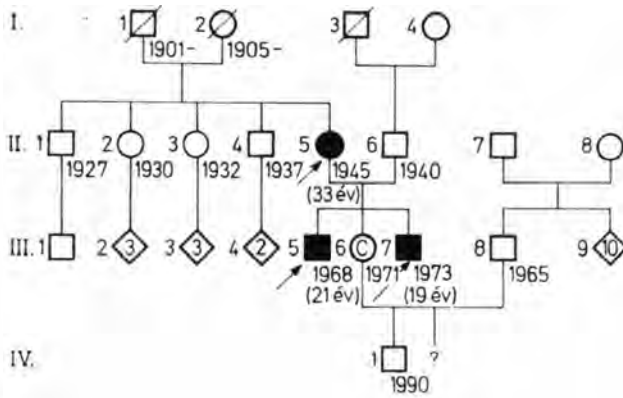 I. 1 2 3 4
1901- 1905-
II. 1 2 3 4 5 6 7 8
1927 1930 1932 1937 1945 1940
(33 év)
III. 1 2 3 3 3 4 2 5 6 C 7 8 9 10
1968 1971 1973 1965
(21 év) (19 év)
IV. 1 ?
1990